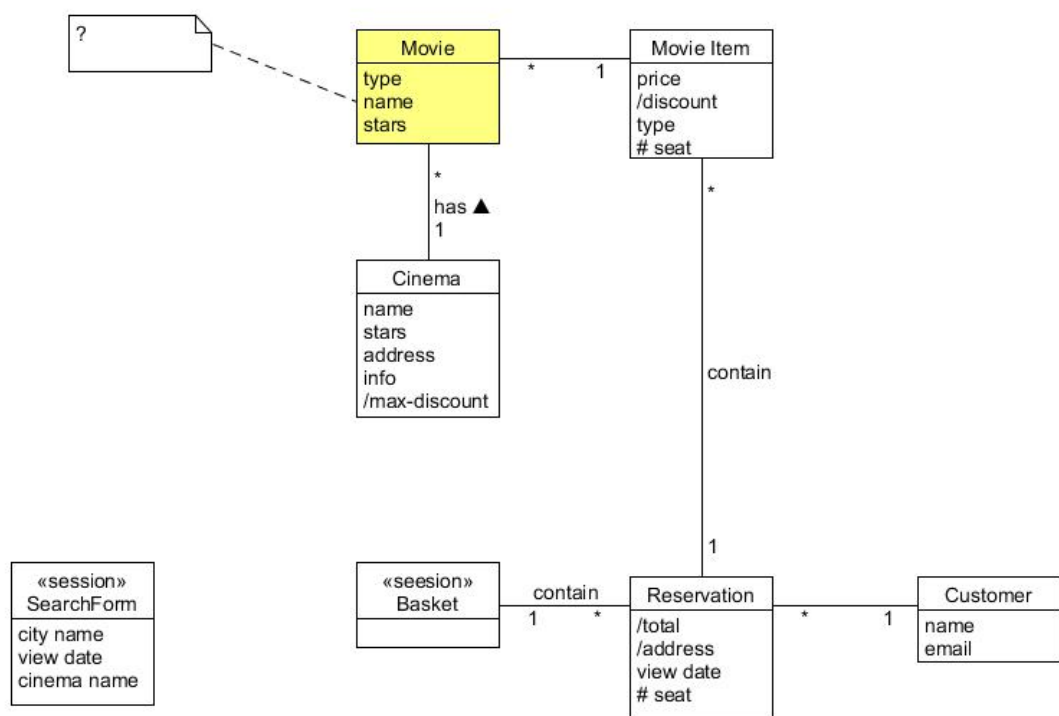 ?
Movie
type
name
stars
* 1
Movie Item
price
/discount
type
# seat
*
has ▲
1
*
contain
1
Cinema
name
stars
address
info
/max-discount
«session»
SearchForm
city name
view date
cinema name
«seesion»
Basket
contain
1 *
Reservation
/total
/address
view date
# seat
* 1
Customer
name
email